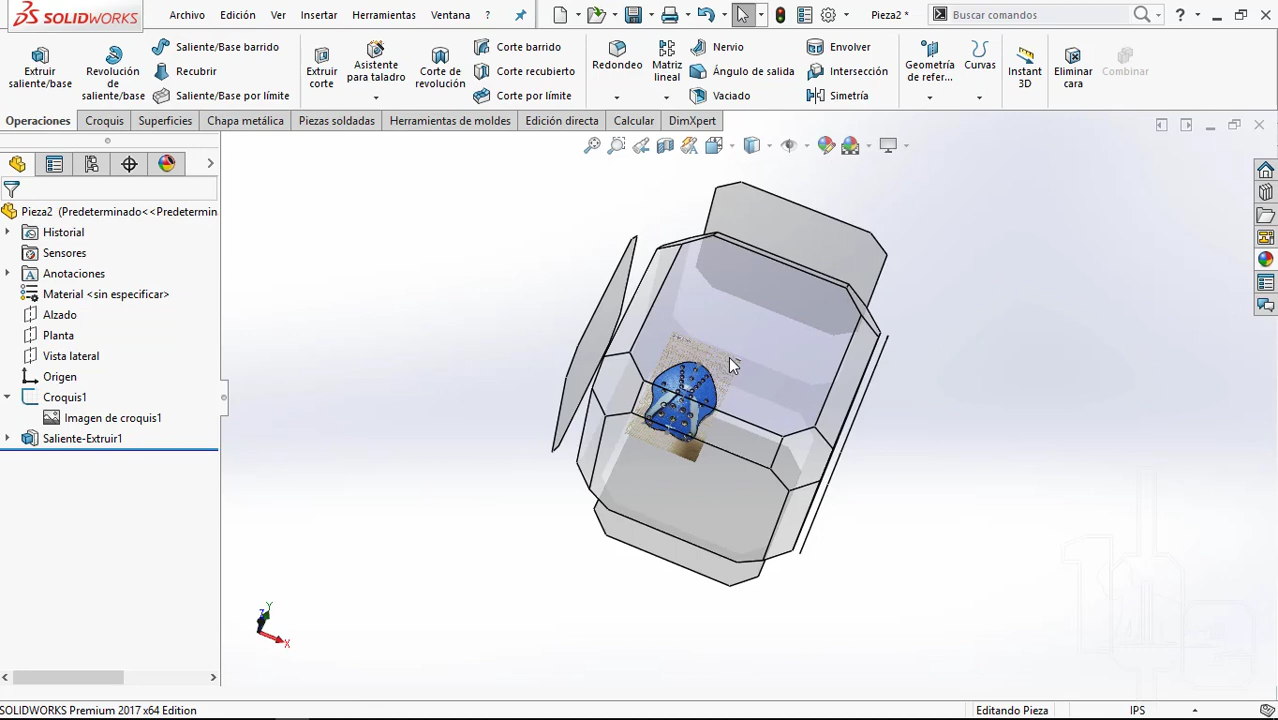 SOLIDWORKS
Archivo Edición Ver Insertar Herramientas Ventana ?
Pieza2 *
Buscar comandos
?
Extruir saliente/base
Revolución de saliente/base
Saliente/Base barrido
Recubrir
Saliente/Base por límite
Extruir corte
Asistente para taladro
Corte de revolución
Corte barrido
Corte recubierto
Corte por límite
Redondeo
Matriz lineal
Nervio
Ángulo de salida
Vaciado
Envolver
Intersección
Simetría
Geometría de refer...
Curvas
Instant 3D
Eliminar cara
Combinar
Operaciones Croquis Superficies Chapa metálica Piezas soldadas Herramientas de moldes Edición directa Calcular DimXpert
Pieza2 (Predeterminado<<Predetermin
Historial
Sensores
Anotaciones
Material <sin especificar>
Alzado
Planta
Vista lateral
Origen
Croquis1
Imagen de croquis1
Saliente-Extruir1
Y
Z
X
SOLIDWORKS Premium 2017 x64 Edition
Editando Pieza
IPS